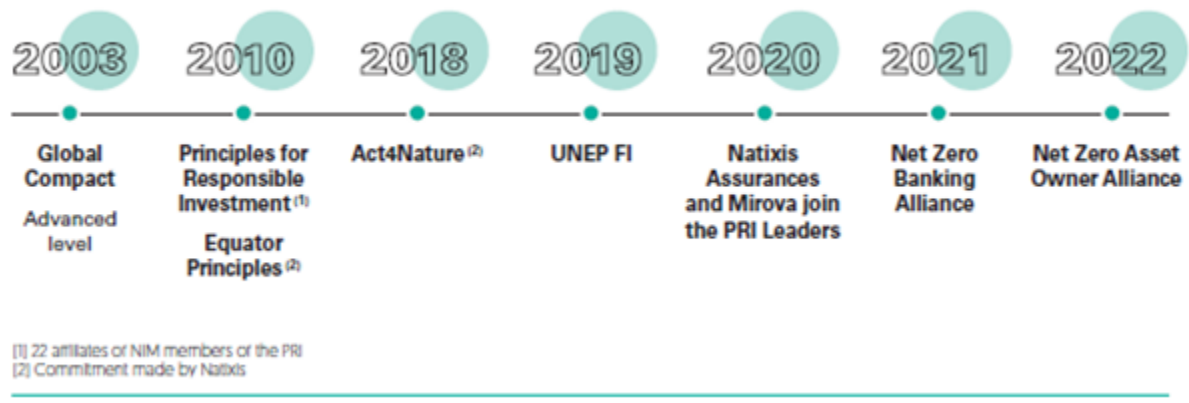 2003
Global
Compact
Advanced
level
2010
Principles for
Responsible
Investment (1)
Equator
Principles (2)
2018
Act4Nature (2)
2019
UNEP FI
2020
Natixis
Assurances
and Mirova join
the PRI Leaders
2021
Net Zero
Banking
Alliance
2022
Net Zero Asset
Owner Alliance
[1] 22 affiliates of NIM members of the PRI
[2] Commitment made by Natixis